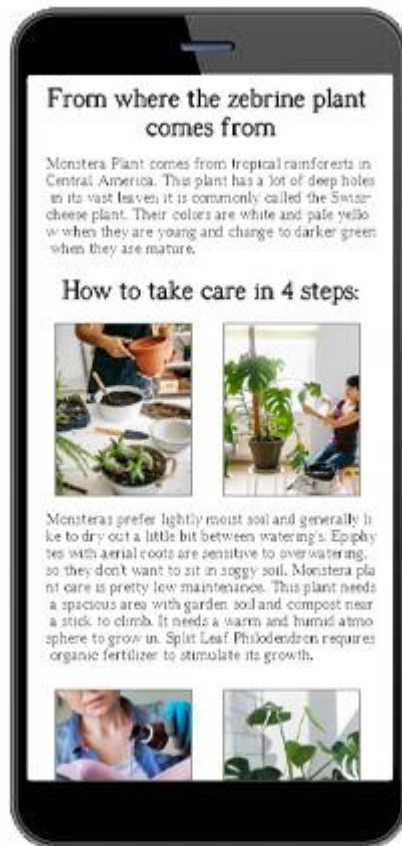 From where the zebrine plant
comes from
Monstera Plant comes from tropical rainforests in
Central America. This plant has a lot of deep holes
in its vast leaves it is commonly called the Swiss-
cheese plant. Their colors are white and pale yello
w when they are young and change to darker green
when they are mature.
How to take care in 4 steps:
Monsteras prefer lightly moist soil and generally li
ke to dry out a little bit between watering's. Epiphy
tes with aerial roots are sensitive to overwatering,
so they don't want to sit in soggy soil. Monstera pla
nt care is pretty low maintenance. This plant needs
a spacious area with garden soil and compost near
a stick to climb. It needs a warm and humid atmo
sphere to grow in. Split Leaf Philodendron requires
organic fertilizer to stimulate its growth.